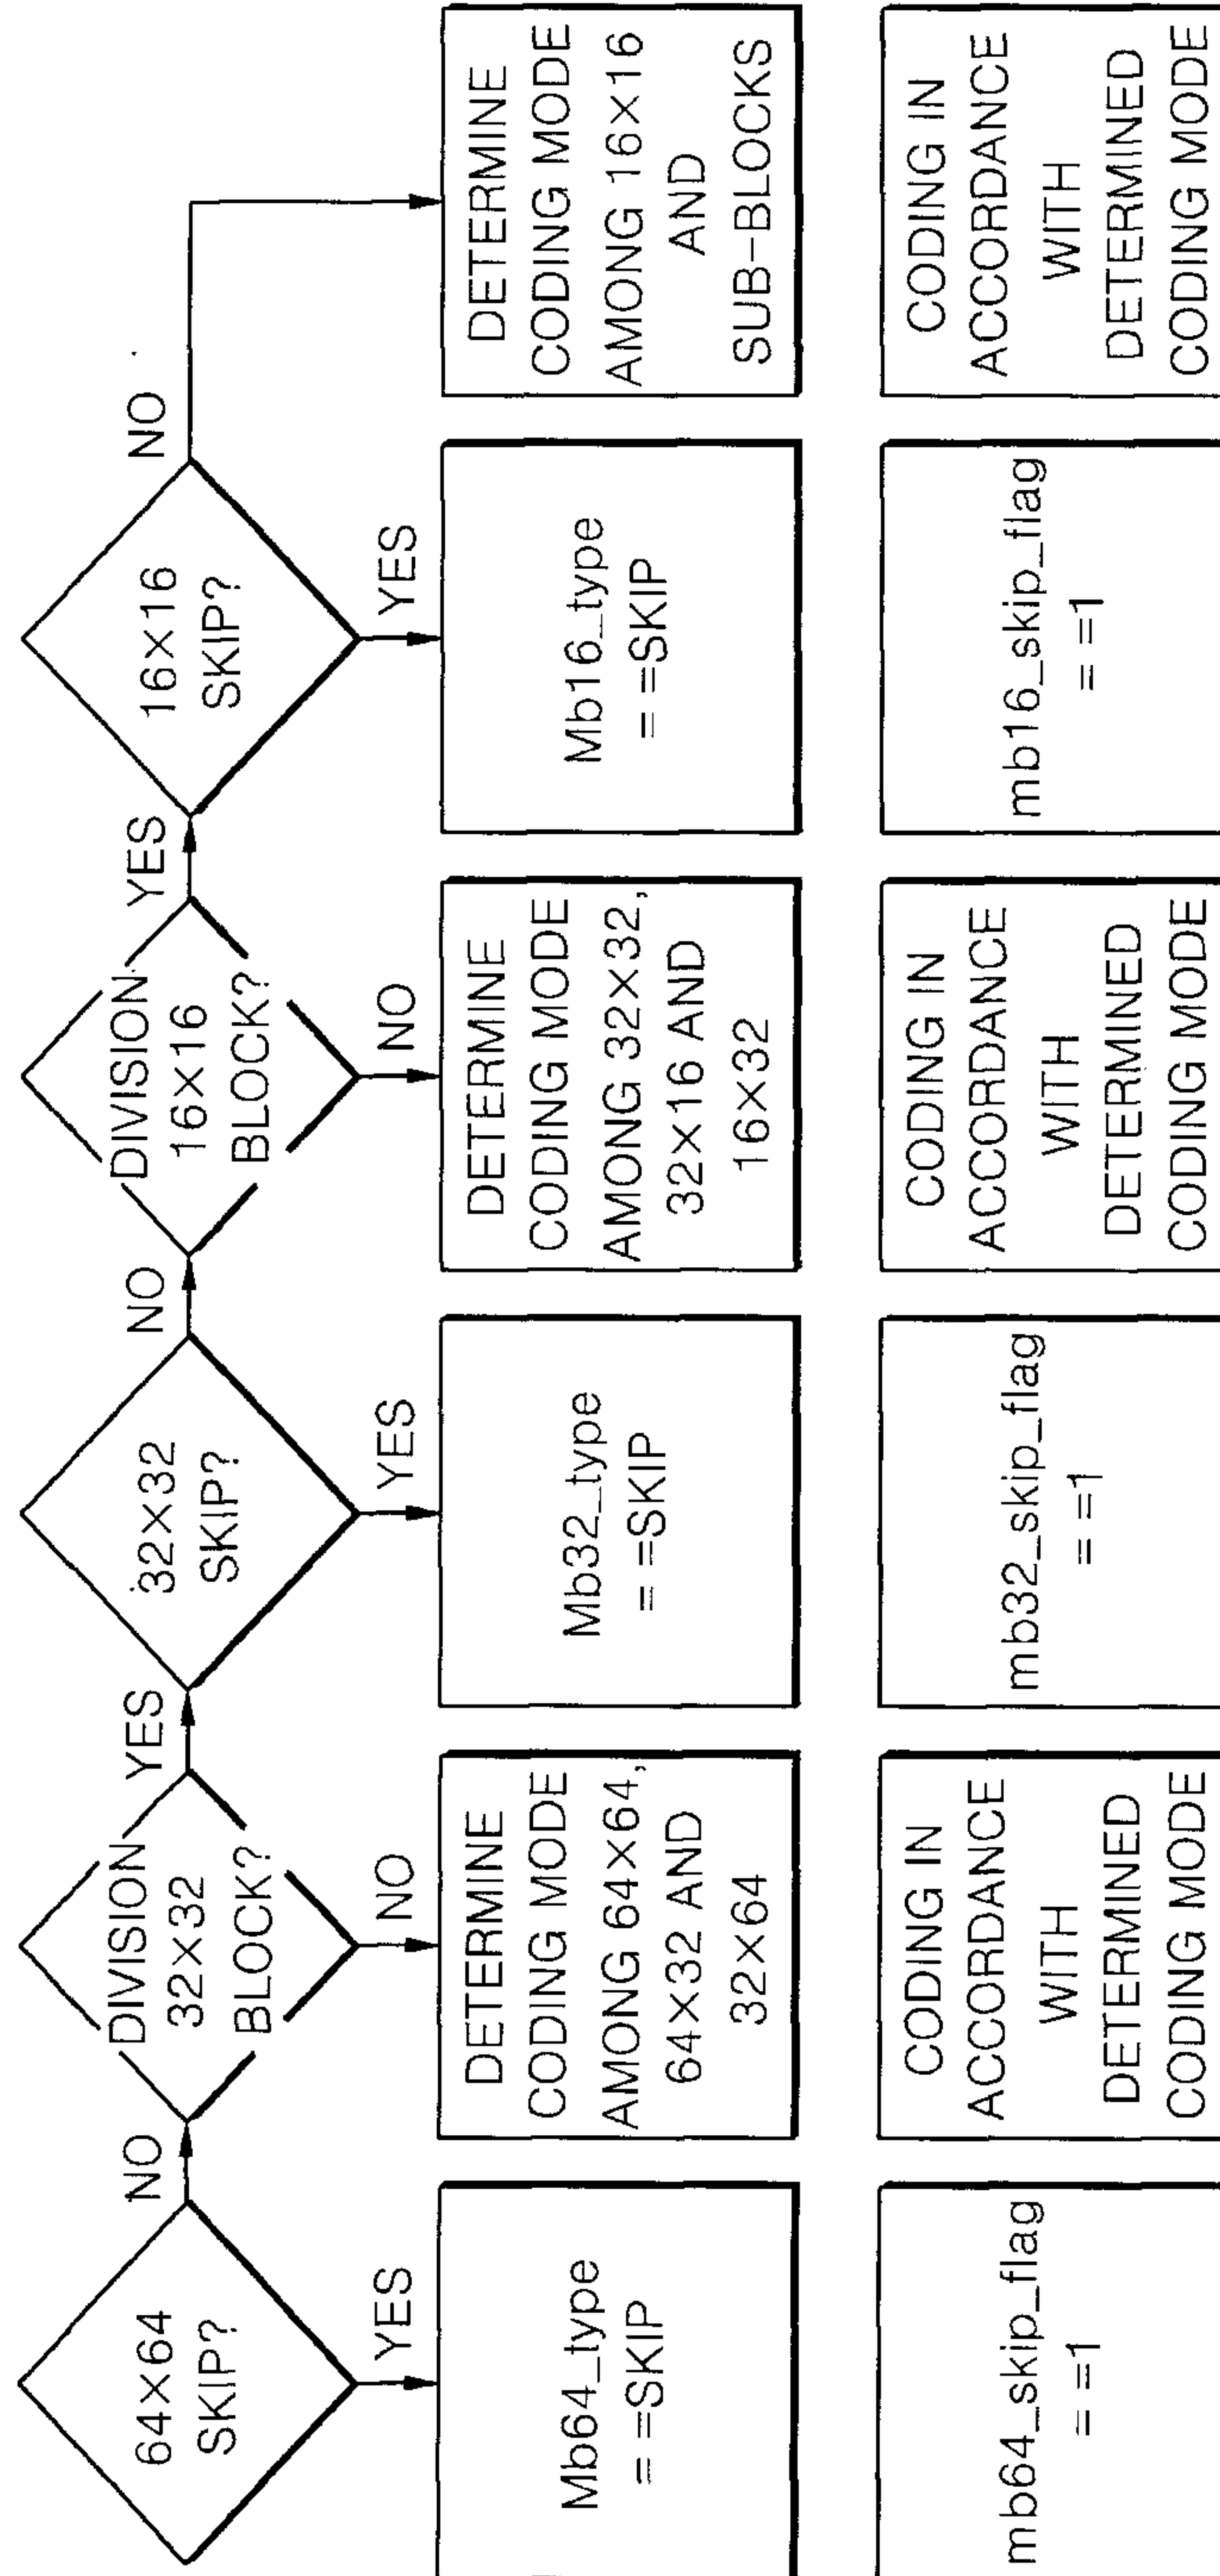 64×64
SKIP?
NO
YES
DIVISION
32×32
BLOCK?
YES
NO
32×32
SKIP?
NO
YES
DIVISION
16×16
BLOCK?
YES
NO
16×16
SKIP?
NO
YES
Mb64_type
==SKIP
DETERMINE
CODING MODE
AMONG 64×64,
64×32 AND
32×64
Mb32_type
==SKIP
DETERMINE
CODING MODE
AMONG 32×32,
32×16 AND
16×32
Mb16_type
==SKIP
DETERMINE
CODING MODE
AMONG 16×16
AND
SUB-BLOCKS
mb64_skip_flag
==1
CODING IN
ACCORDANCE
WITH
DETERMINED
CODING MODE
mb32_skip_flag
==1
CODING IN
ACCORDANCE
WITH
DETERMINED
CODING MODE
mb16_skip_flag
==1
CODING IN
ACCORDANCE
WITH
DETERMINED
CODING MODE